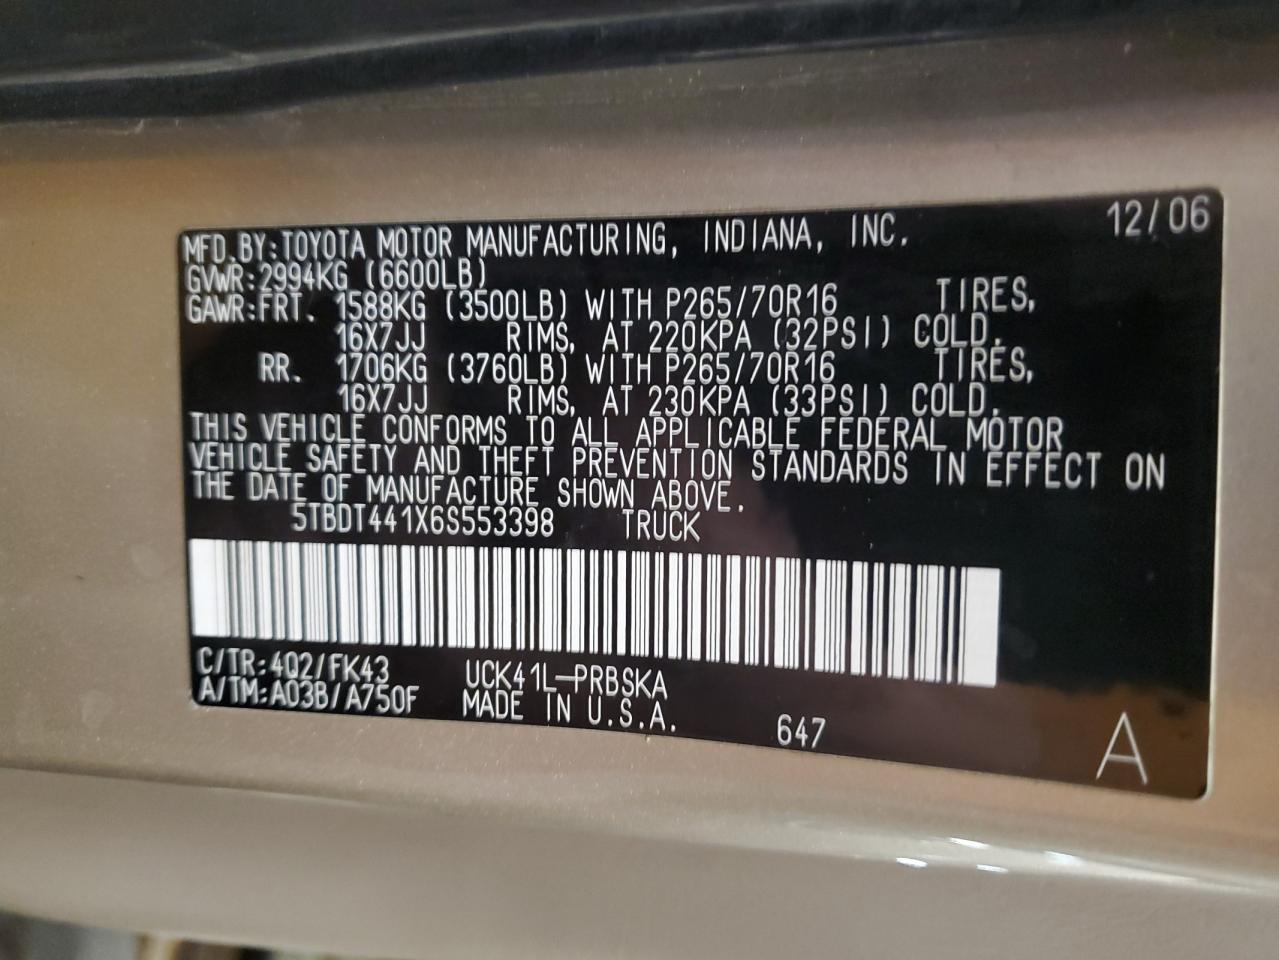 12/06
MFD.BY:TOYOTA MOTOR MANUFACTURING, INDIANA, INC.
GVWR:2994KG (6600LB)
GAWR:FRT. 1588KG (3500LB) WITH P265/70R16 TIRES,
16X7JJ RIMS, AT 220KPA (32PSI) COLD.
RR. 1706KG (3760LB) WITH P265/70R16 TIRES,
16X7JJ RIMS, AT 230KPA (33PSI) COLD.
THIS VEHICLE CONFORMS TO ALL APPLICABLE FEDERAL MOTOR
VEHICLE SAFETY AND THEFT PREVENTION STANDARDS IN EFFECT ON
THE DATE OF MANUFACTURE SHOWN ABOVE.
5TBDT441X6S553398 TRUCK
C/TR:4Q2/FK43 UCK41L-PRBSKA
A/TM:A03B/A750F MADE IN U.S.A.
647
A